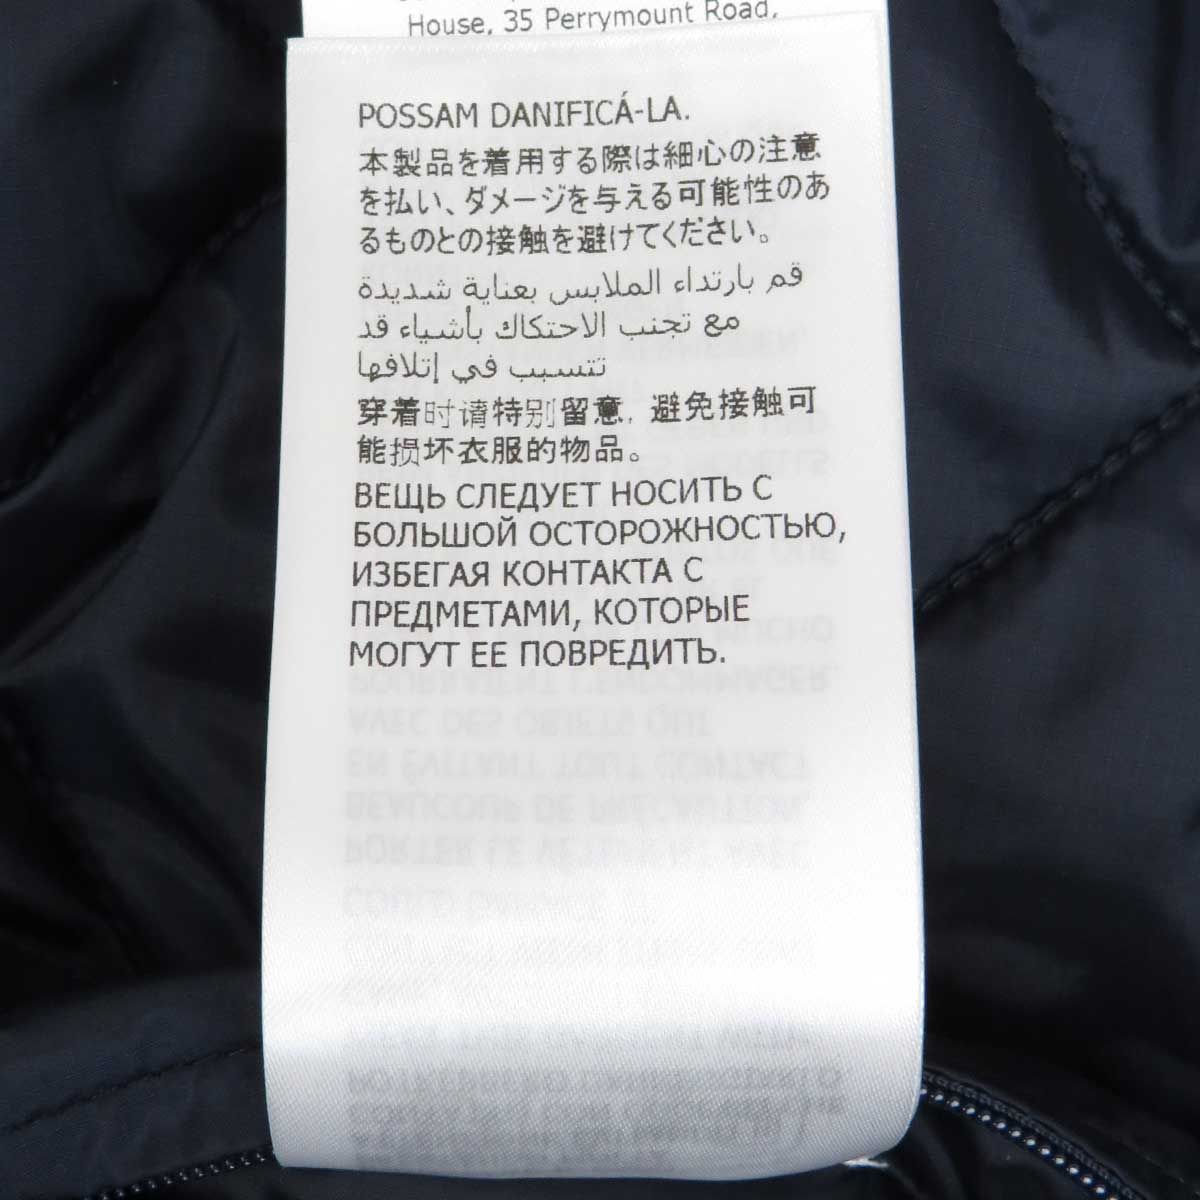 House, 35 Perrymount Road,
POSSAM DANIFICÁ-LA.
本製品を着用する際は細心の注意
を払い、ダメージを与える可能性のあ
るものとの接触を避けてください。
قم بارتداء الملابس بعناية شديدة
مع تجنب الاحتكاك بأشياء قد
تتسبب في إتلافها
穿着时请特别留意, 避免接触可
能损坏衣服的物品。
ВЕЩЬ СЛЕДУЕТ НОСИТЬ С
БОЛЬШОЙ ОСТОРОЖНОСТЬЮ,
ИЗБЕГАЯ КОНТАКТА С
ПРЕДМЕТАМИ, КОТОРЫЕ
МОГУТ ЕЕ ПОВРЕДИТЬ.